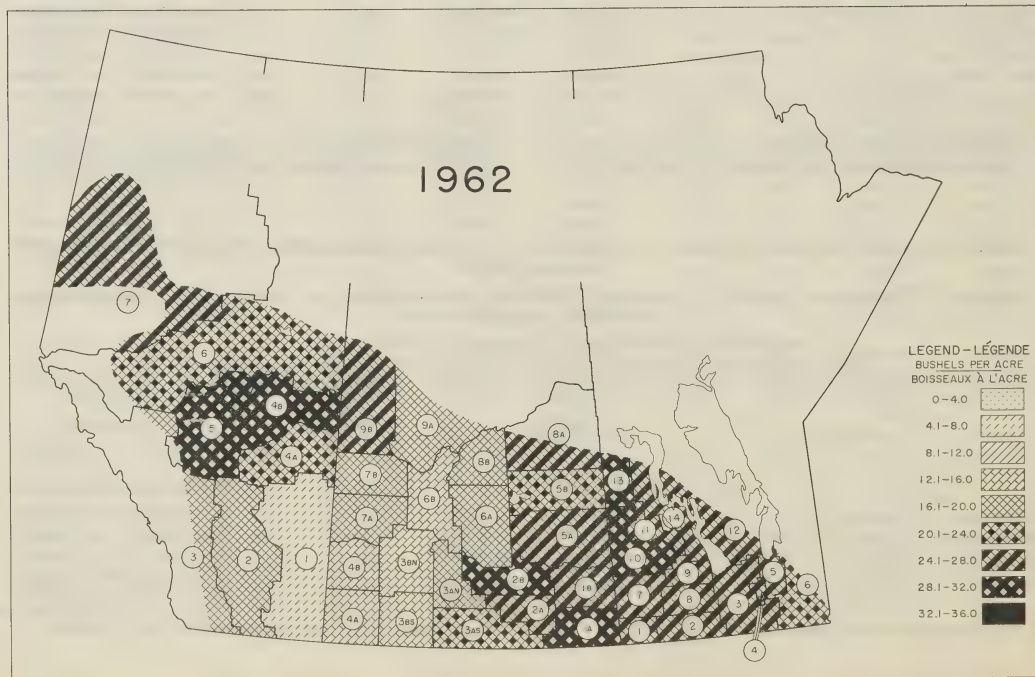 1962
7
6
4B
5
4A
9B
9A
8A
8B
7B
6B
5B
13
7A
6A
5A
11
14
12
10
3
2
1
4B
3BN
3AN
2B
1B
7
9
8
3
5
6
4A
3BS
3AS
2A
1A
1
2
4
LEGEND – LÉGENDE
BUSHELS PER ACRE
BOISSEAUX À L'ACRE
0–4.0
4.1–8.0
8.1–12.0
12.1–16.0
16.1–20.0
20.1–24.0
24.1–28.0
28.1–32.0
32.1–36.0